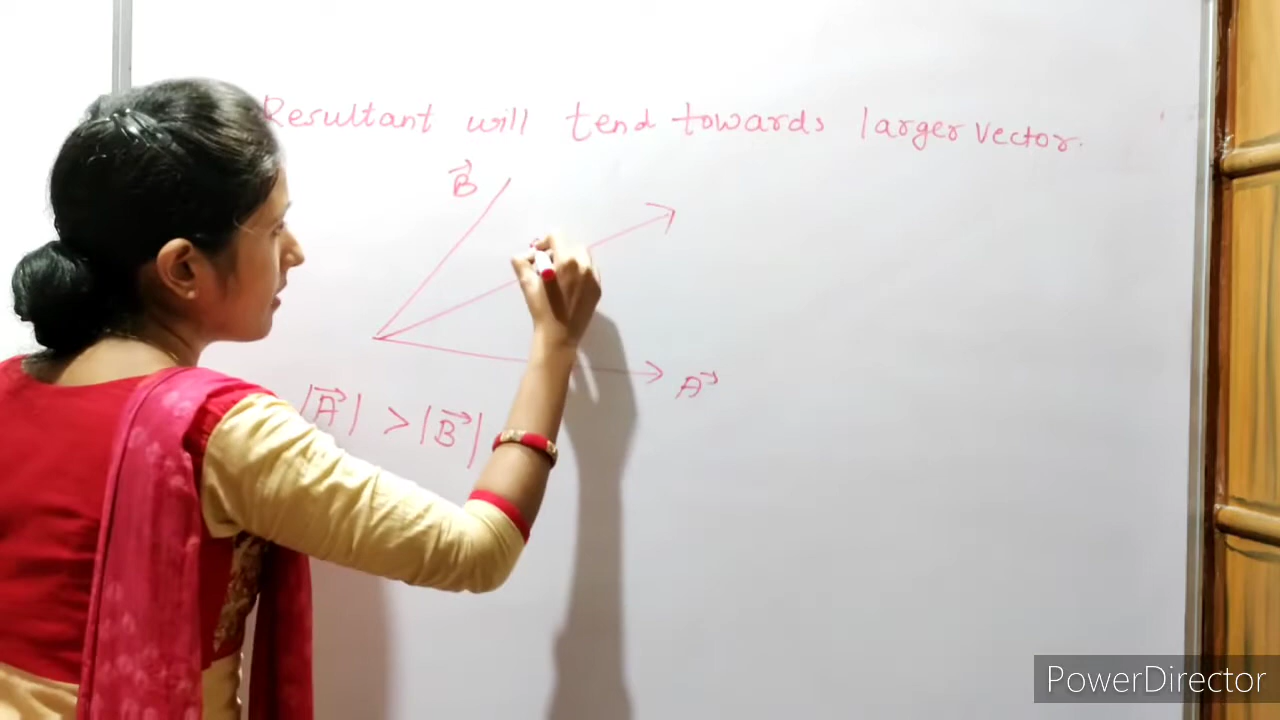 Resultant will tend towards larger vector.
B⃗
A⃗
|A⃗| > |B⃗|
PowerDirector